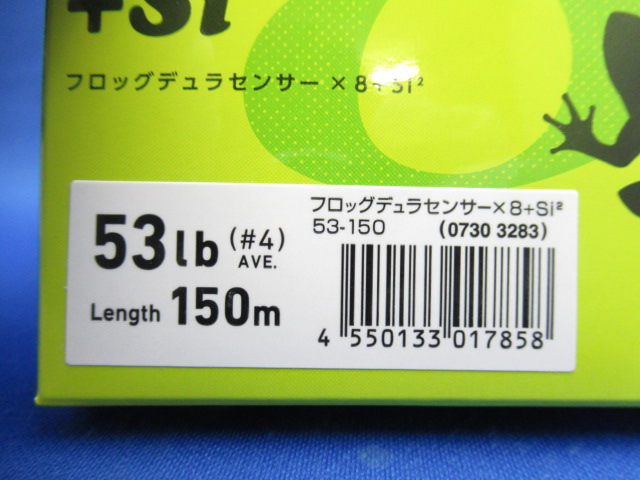 +Si
フロッグデュラセンサー×8+Si²
53lb (#4) AVE.
Length 150m
フロッグデュラセンサー×8+Si²
53-150 (0730 3283)
4 550133 017858